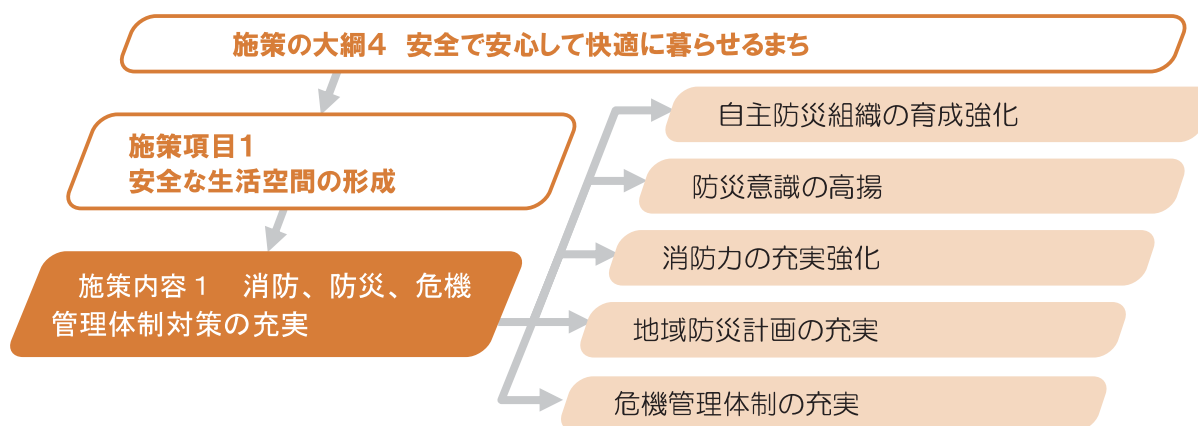 施策の大綱4 安全で安心して快適に暮らせるまち
施策項目1
安全な生活空間の形成
施策内容1 消防、防災、危機
管理体制対策の充実
自主防災組織の育成強化
防災意識の高揚
消防力の充実強化
地域防災計画の充実
危機管理体制の充実